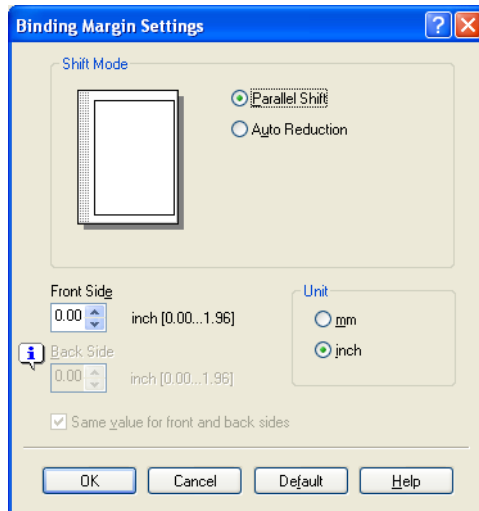 Binding Margin Settings
Shift Mode
Parallel Shift
Auto Reduction
Front Side
0.00 inch [0.00...1.96]
Back Side
0.00 inch [0.00...1.96]
Unit
mm
inch
Same value for front and back sides
OK Cancel Default Help